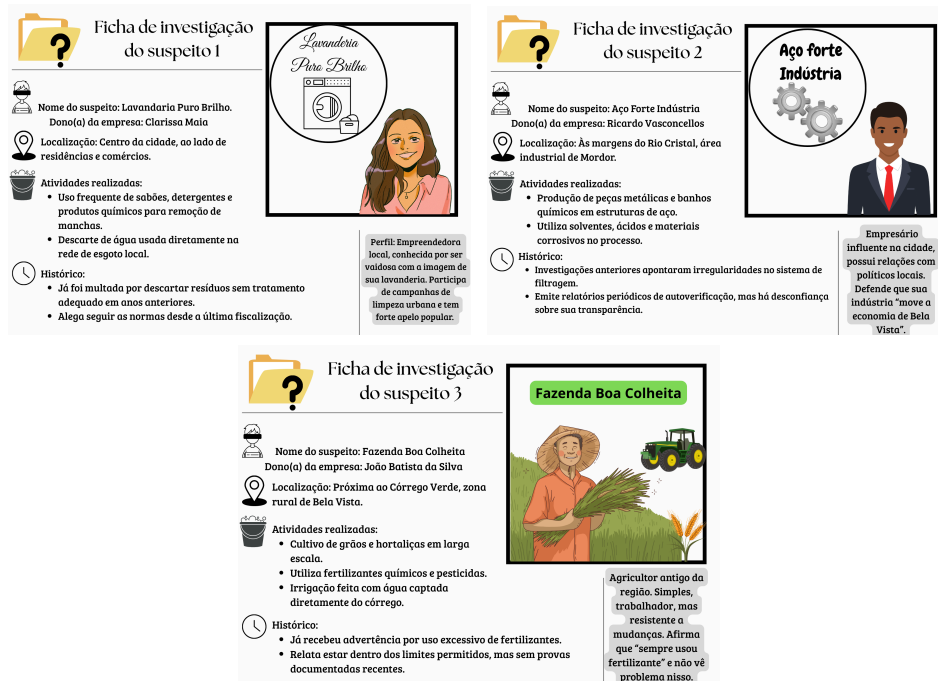 Ficha de investigação
do suspeito 1
Lavanderia
Puro Brilho
Nome do suspeito: Lavandaria Puro Brilho.
Dono(a) da empresa: Clarissa Maia
Localização: Centro da cidade, ao lado de
residências e comércios.
Atividades realizadas:
• Uso frequente de sabões, detergentes e
produtos químicos para remoção de
manchas.
• Descarte de água usada diretamente na
rede de esgoto local.
Histórico:
• Já foi multada por descartar resíduos sem tratamento
adequado em anos anteriores.
• Alega seguir as normas desde a última fiscalização.
Perfil: Empreendedora
local, conhecida por ser
vaidosa com a imagem de
sua lavanderia. Participa
de campanhas de
limpeza urbana e tem
forte apelo popular.
Ficha de investigação
do suspeito 2
Aço forte
Indústria
Nome do suspeito: Aço Forte Indústria
Dono(a) da empresa: Ricardo Vasconcellos
Localização: Às margens do Rio Cristal, área
industrial de Mordor.
Atividades realizadas:
• Produção de peças metálicas e banhos
químicos em estruturas de aço.
• Utiliza solventes, ácidos e materiais
corrosivos no processo.
Histórico:
• Investigações anteriores apontaram irregularidades no sistema de
filtragem.
• Emite relatórios periódicos de autoverificação, mas há desconfiança
sobre sua transparência.
Empresário
influente na cidade,
possui relações com
políticos locais.
Defende que sua
indústria “move a
economia de Bela
Vista”.
Ficha de investigação
do suspeito 3
Fazenda Boa Colheita
Nome do suspeito: Fazenda Boa Colheita
Dono(a) da empresa: João Batista da Silva
Localização: Próxima ao Córrego Verde, zona
rural de Bela Vista.
Atividades realizadas:
• Cultivo de grãos e hortaliças em larga
escala.
• Utiliza fertilizantes químicos e pesticidas.
• Irrigação feita com água captada
diretamente do córrego.
Histórico:
• Já recebeu advertência por uso excessivo de fertilizantes.
• Relata estar dentro dos limites permitidos, mas sem provas
documentadas recentes.
Agricultor antigo da
região. Simples,
trabalhador, mas
resistente a
mudanças. Afirma
que “sempre usou
fertilizante” e não vê
problema nisso.